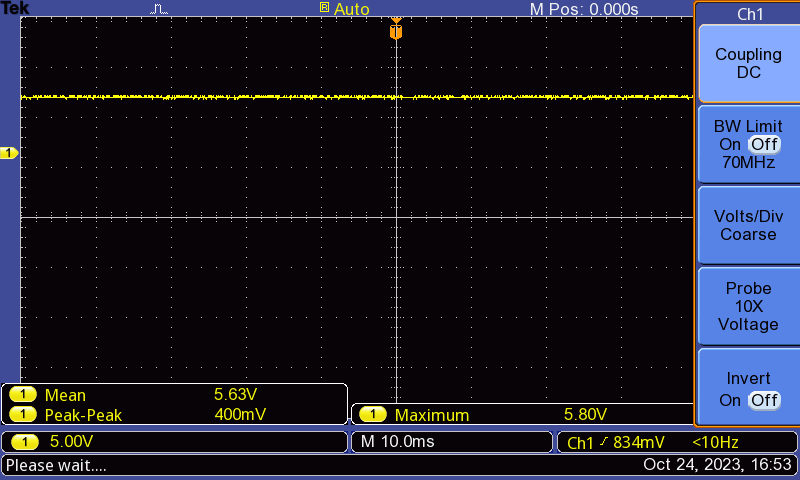 Tek
R Auto
M Pos: 0.000s
T
1
Ch1
Coupling
DC
BW Limit
On Off
70MHz
Volts/Div
Coarse
Probe
10X
Voltage
Invert
On Off
1 Mean 5.63V
1 Peak-Peak 400mV
1 Maximum 5.80V
1 5.00V
M 10.0ms
Ch1 834mV <10Hz
Please wait....
Oct 24, 2023, 16:53